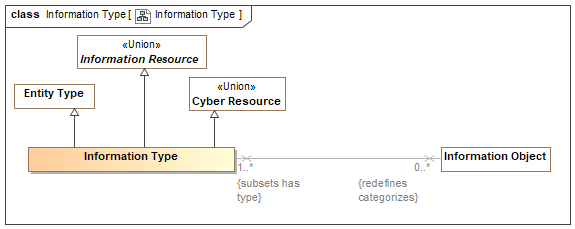 class Information Type [ Information Type ]
«Union»
Information Resource
«Union»
Cyber Resource
Entity Type
Information Type
Information Object
1..*
0..*
{subsets has
type}
{redefines
categorizes}